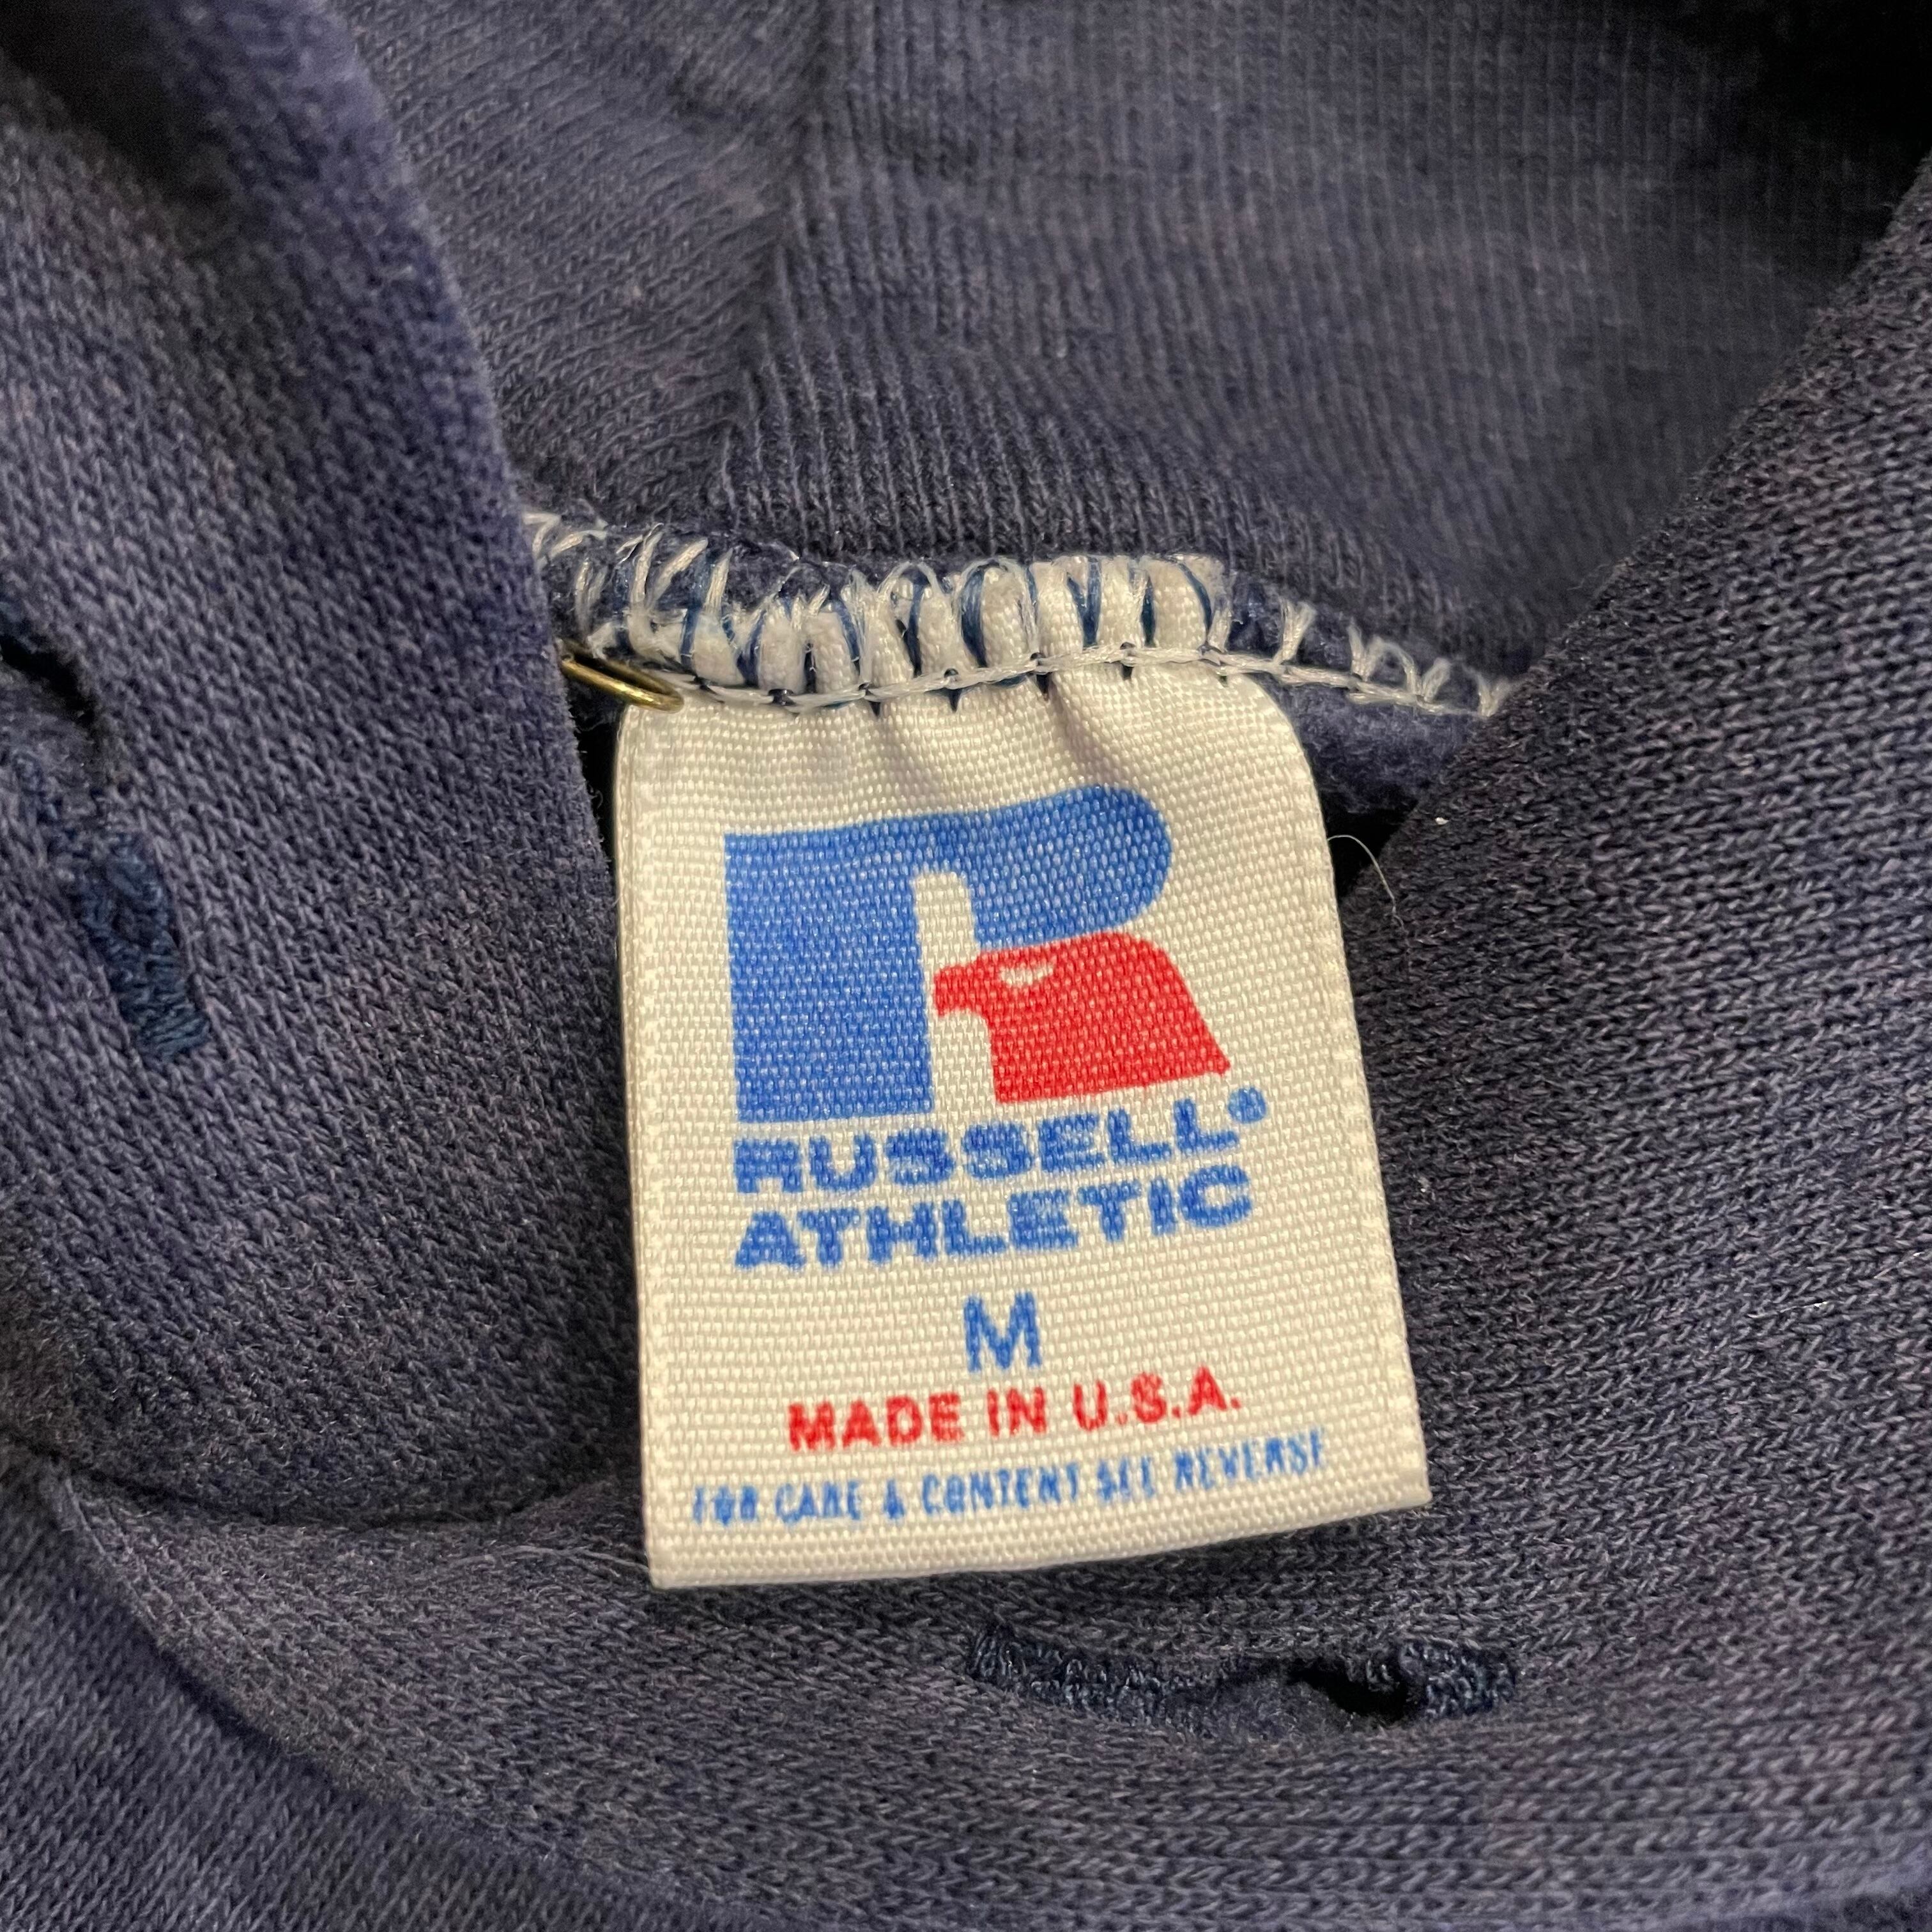 RUSSELL®
ATHLETIC
M
MADE IN U.S.A.
FOR CARE & CONTENT SEE REVERSE